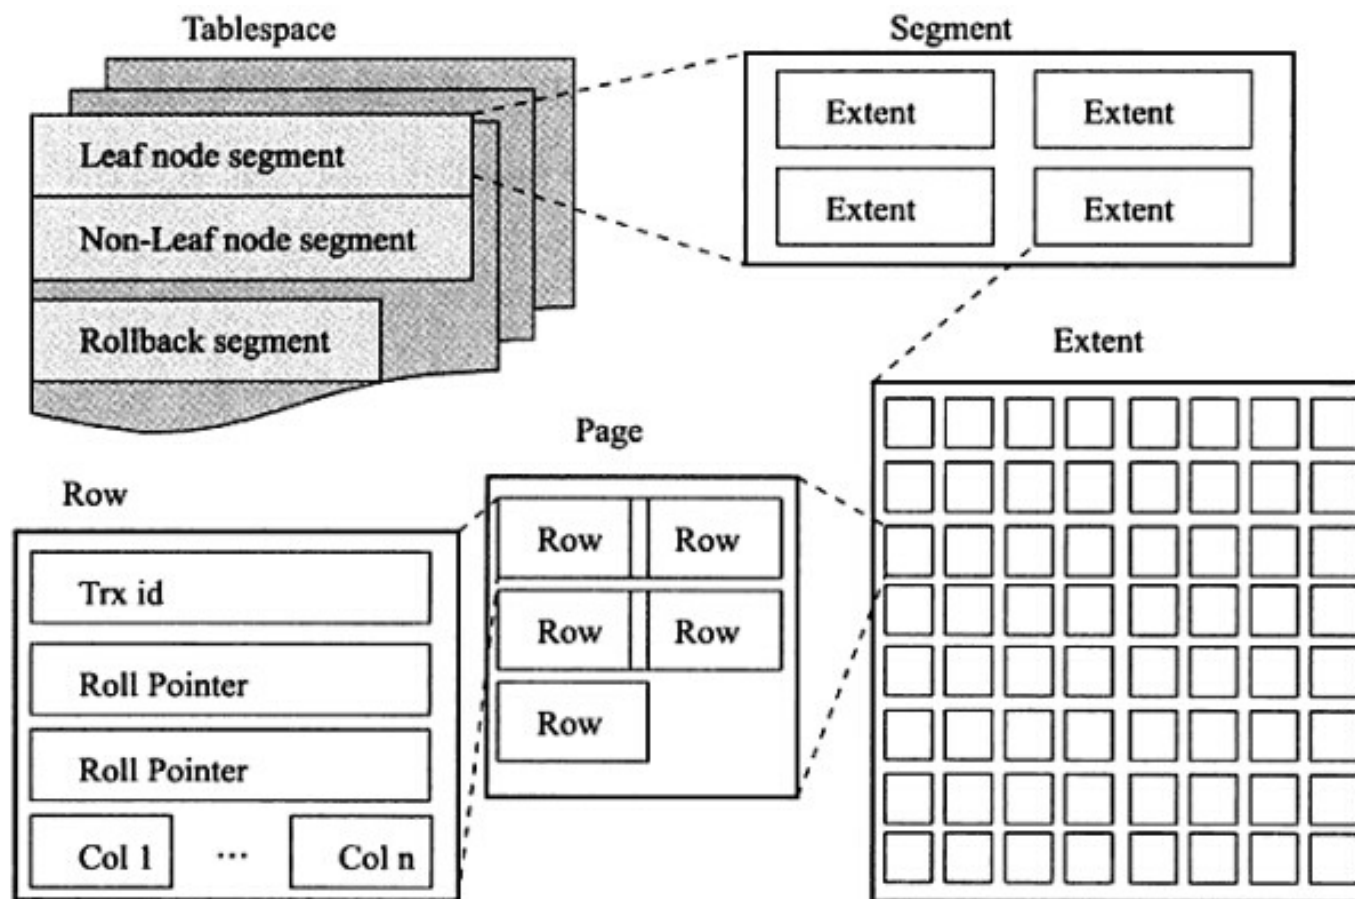 Tablespace
Leaf node segment
Non-Leaf node segment
Rollback segment
Segment
Extent
Extent
Extent
Extent
Extent
Page
Row
Row
Row
Row
Row
Row
Trx id
Roll Pointer
Roll Pointer
Col 1 ... Col n